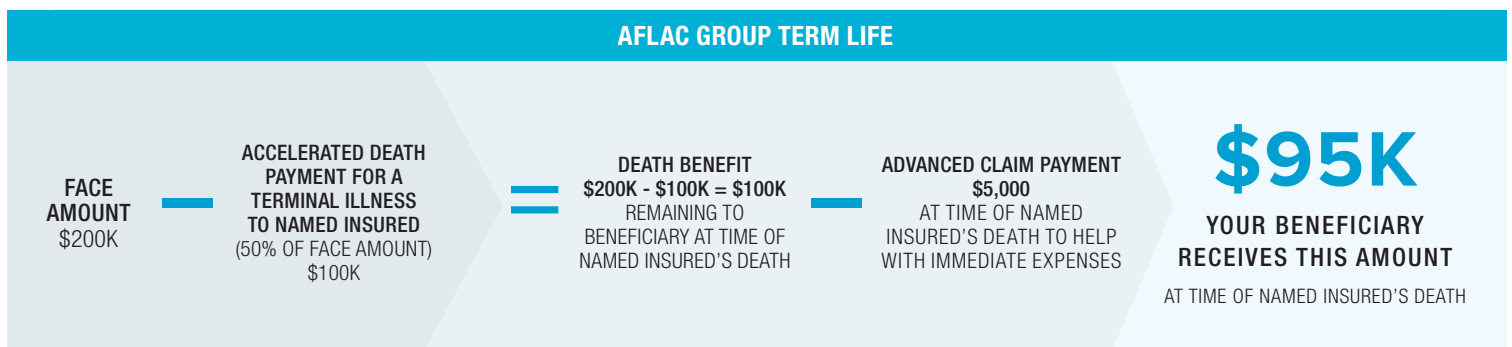 AFLAC GROUP TERM LIFE
FACE
AMOUNT
$200K
ACCELERATED DEATH
PAYMENT FOR A
TERMINAL ILLNESS
TO NAMED INSURED
(50% OF FACE AMOUNT)
$100K
DEATH BENEFIT
$200K - $100K = $100K
REMAINING TO
BENEFICIARY AT TIME OF
NAMED INSURED'S DEATH
ADVANCED CLAIM PAYMENT
$5,000
AT TIME OF NAMED
INSURED'S DEATH TO HELP
WITH IMMEDIATE EXPENSES
$95K
YOUR BENEFICIARY
RECEIVES THIS AMOUNT
AT TIME OF NAMED INSURED'S DEATH